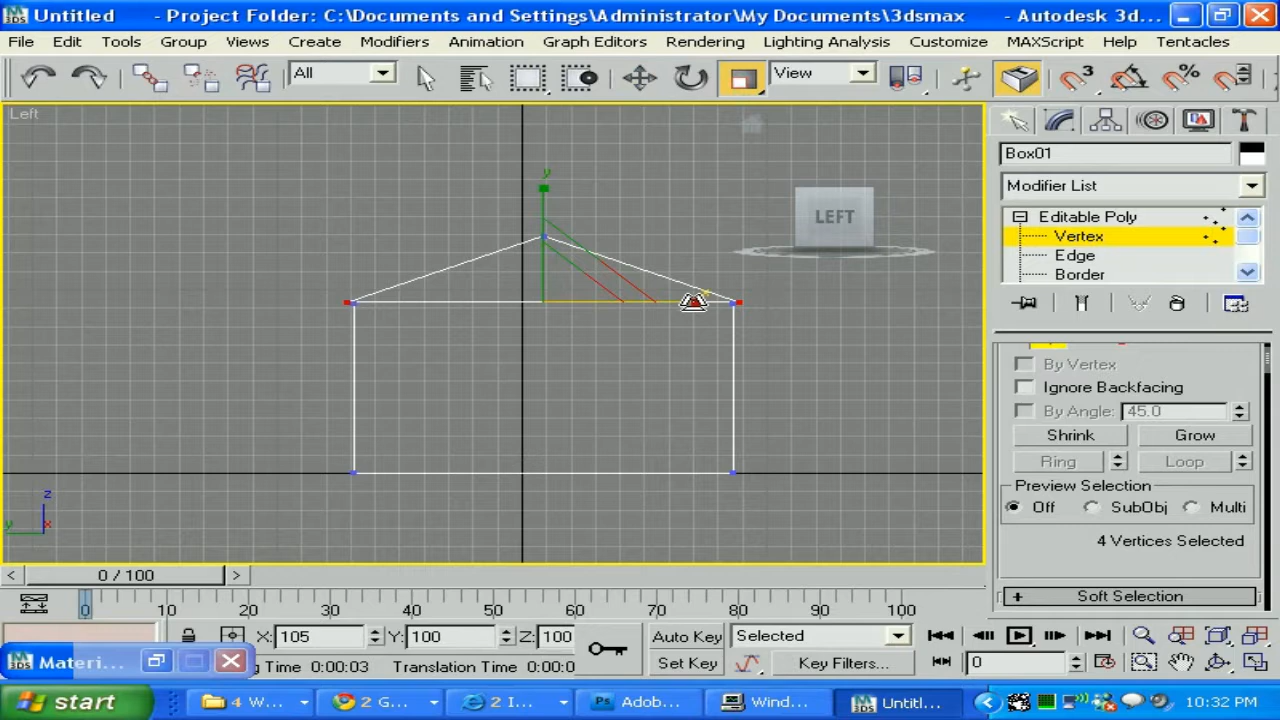 Untitled - Project Folder: C:\Documents and Settings\Administrator\My Documents\3dsmax - Autodesk 3d...
File Edit Tools Group Views Create Modifiers Animation Graph Editors Rendering Lighting Analysis Customize MAXScript Help Tentacles
All View 3 %
Left
y
LEFT
z
y x
Box01
Modifier List
Editable Poly
Vertex
Edge
Border
By Vertex
Ignore Backfacing
By Angle: 45.0
Shrink Grow
Ring Loop
Preview Selection
Off SubObj Multi
4 Vertices Selected
+ Soft Selection
< 0 / 100 >
0 10 20 30 40 50 60 70 80 90 100
X: 105 Y: 100 Z: 100 Auto Key Selected
Materi... g Time 0:00:03 Translation Time 0:00:0 Set Key Key Filters... 0
start 4 W... 2 G... 2 I... Adob... Wind... Untitl... 10:32 PM